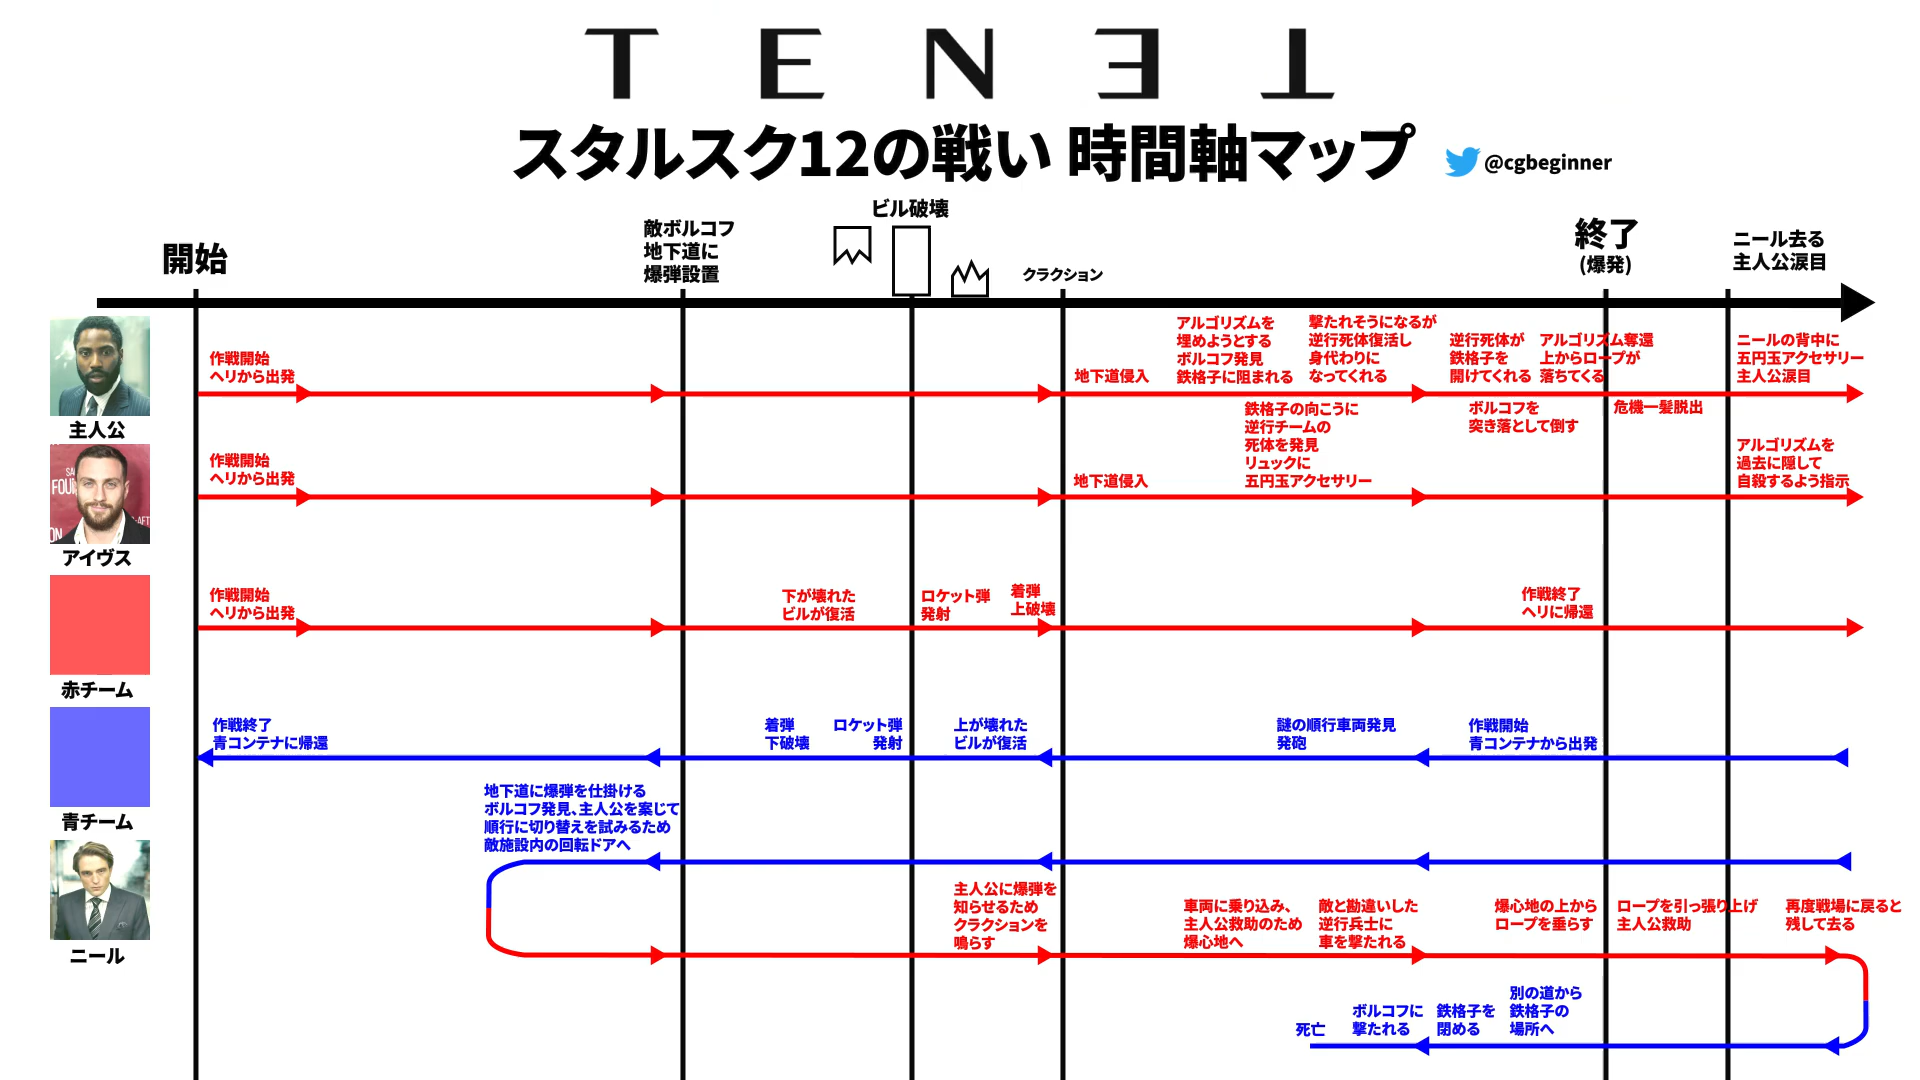 TENET
スタルスク12の戦い 時間軸マップ
@cgbeginner
開始
敵ボルコフ
地下道に
爆弾設置
ビル破壊
クラクション
終了
(爆発)
ニール去る
主人公涙目
主人公
作戦開始
ヘリから出発
地下道侵入
アルゴリズムを
埋めようとする
ボルコフ発見
鉄格子に阻まれる
撃たれそうになるが
逆行死体復活し
身代わりに
なってくれる
逆行死体が
鉄格子を
開けてくれる
アルゴリズム奪還
上からロープが
落ちてくる
ニールの背中に
五円玉アクセサリー
主人公涙目
ボルコフを
突き落として倒す
危機一髪脱出
アイヴス
作戦開始
ヘリから出発
地下道侵入
鉄格子の向こうに
逆行チームの
死体を発見
リュックに
五円玉アクセサリー
アルゴリズムを
過去に隠して
自殺するよう指示
赤チーム
作戦開始
ヘリから出発
下が壊れた
ビルが復活
ロケット弾
発射
着弾
上破壊
作戦終了
ヘリに帰還
青チーム
作戦終了
青コンテナに帰還
着弾
下破壊
ロケット弾
発射
上が壊れた
ビルが復活
謎の順行車両発見
発砲
作戦開始
青コンテナから出発
ニール
地下道に爆弾を仕掛ける
ボルコフ発見、主人公を案じて
順行に切り替えを試みるため
敵施設内の回転ドアへ
主人公に爆弾を
知らせるため
クラクションを
鳴らす
車両に乗り込み、
主人公救助のため
爆心地へ
敵と勘違いした
逆行兵士に
車を撃たれる
爆心地の上から
ロープを垂らす
ロープを引っ張り上げ
主人公救助
再度戦場に戻ると
残して去る
死亡
ボルコフに
撃たれる
鉄格子を
閉める
別の道から
鉄格子の
場所へ